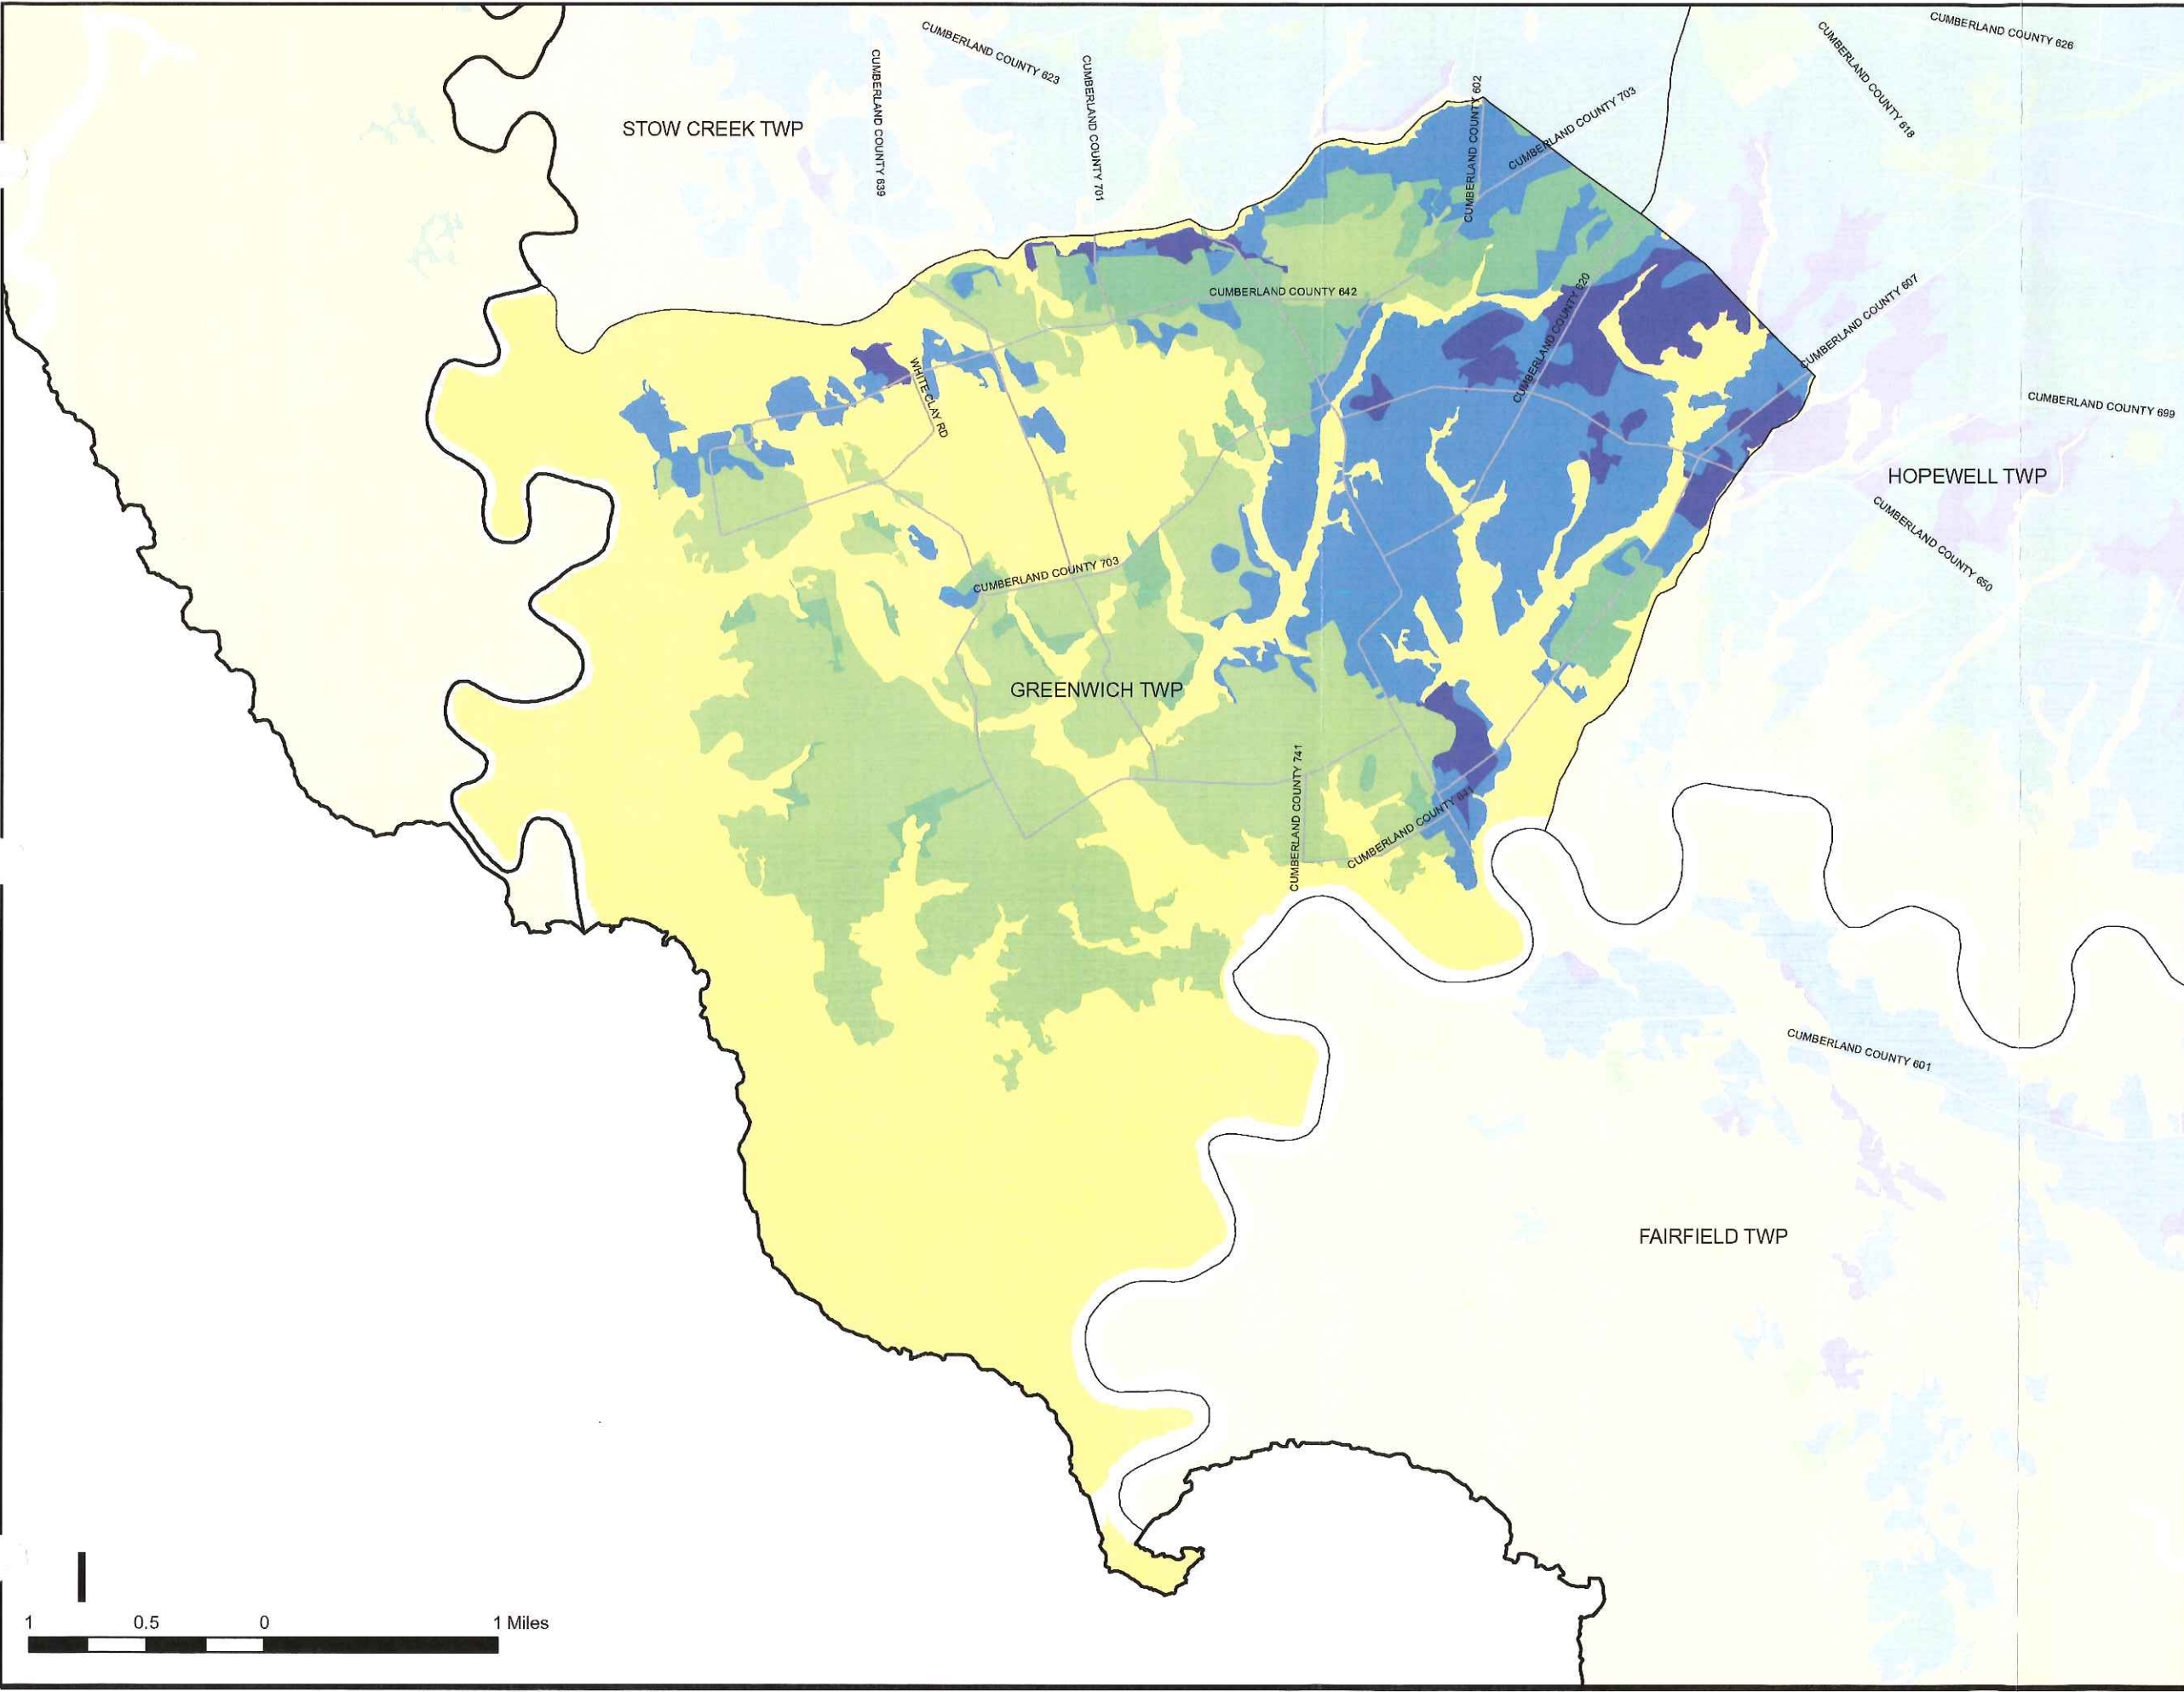 CUMBERLAND COUNTY 626
CUMBERLAND COUNTY 623
CUMBERLAND COUNTY 618
CUMBERLAND COUNTY 639
CUMBERLAND COUNTY 701
CUMBERLAND COUNTY 602
CUMBERLAND COUNTY 703
STOW CREEK TWP
CUMBERLAND COUNTY 642
CUMBERLAND COUNTY 620
CUMBERLAND COUNTY 607
WHITE CLAY RD
CUMBERLAND COUNTY 699
HOPEWELL TWP
CUMBERLAND COUNTY 650
CUMBERLAND COUNTY 703
GREENWICH TWP
CUMBERLAND COUNTY 741
CUMBERLAND COUNTY 641
CUMBERLAND COUNTY 601
FAIRFIELD TWP
1 0.5 0 1 Miles